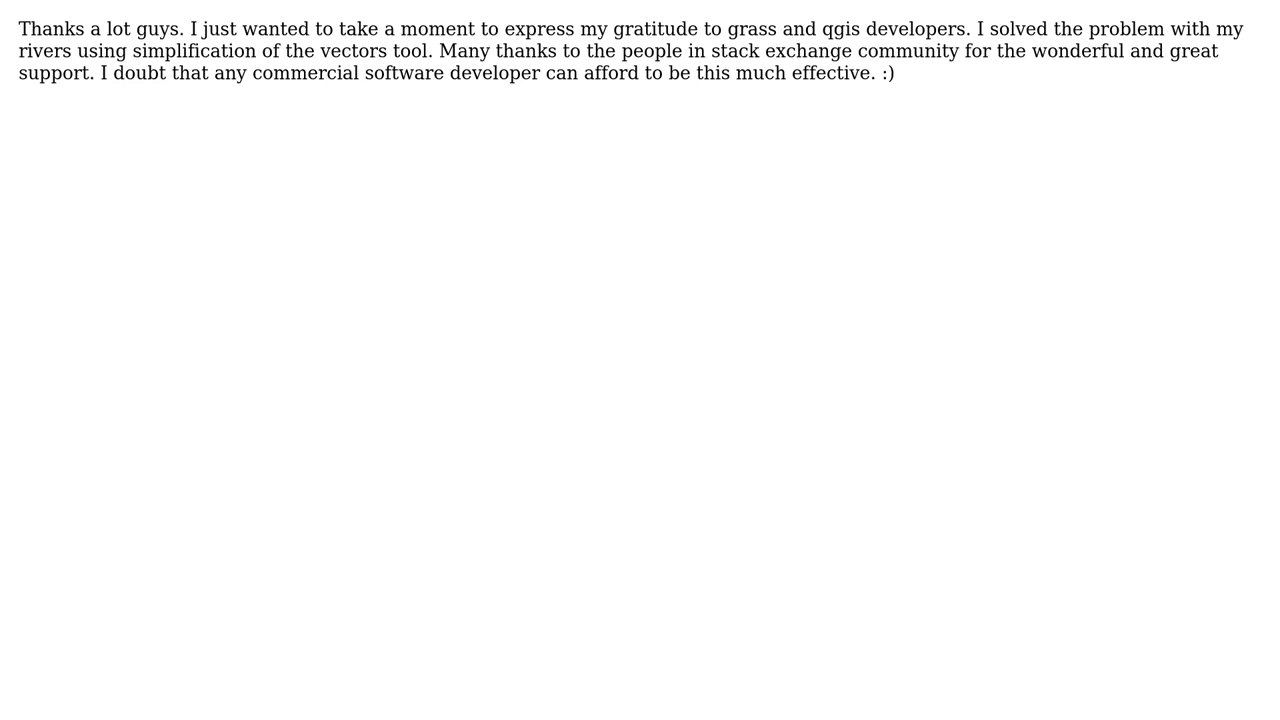 Thanks a lot guys. I just wanted to take a moment to express my gratitude to grass and qgis developers. I solved the problem with my
rivers using simplification of the vectors tool. Many thanks to the people in stack exchange community for the wonderful and great
support. I doubt that any commercial software developer can afford to be this much effective. :)